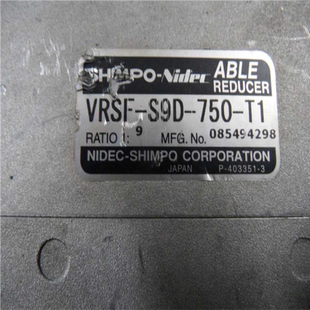 SHIMPO-Nidec ABLE
REDUCER
VRSF-S9D-750-T1
RATIO 1: 9 MFG. No. 085494298
NIDEC-SHIMPO CORPORATION
JAPAN P-403351-3